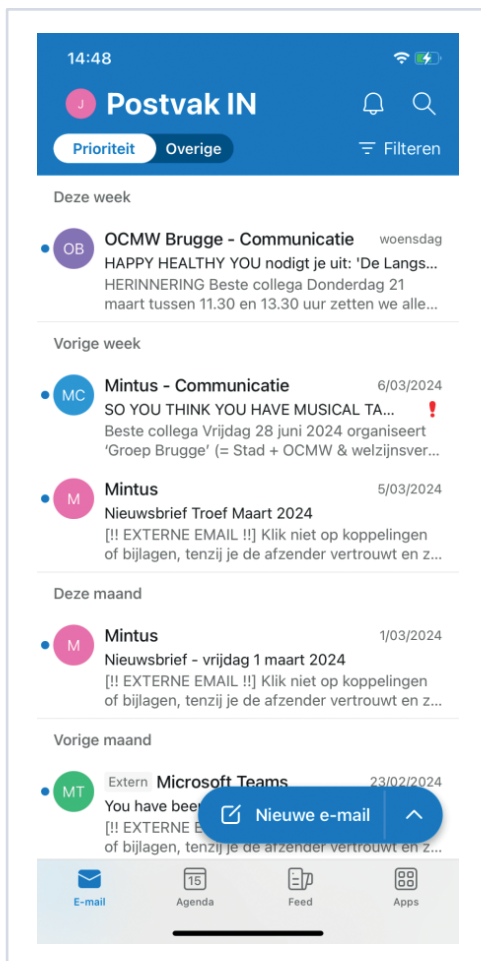 14:48
J
Postvak IN
Prioriteit Overige
Filteren
Deze week
OB
OCMW Brugge - Communicatie woensdag
HAPPY HEALTHY YOU nodigt je uit: 'De Langs...
HERINNERING Beste collega Donderdag 21
maart tussen 11.30 en 13.30 uur zetten we alle...
Vorige week
MC
Mintus - Communicatie 6/03/2024
SO YOU THINK YOU HAVE MUSICAL TA... !
Beste collega Vrijdag 28 juni 2024 organiseert
‘Groep Brugge’ (= Stad + OCMW & welzijnsver...
M
Mintus 5/03/2024
Nieuwsbrief Troef Maart 2024
[!! EXTERNE EMAIL !!] Klik niet op koppelingen
of bijlagen, tenzij je de afzender vertrouwt en z...
Deze maand
M
Mintus 1/03/2024
Nieuwsbrief - vrijdag 1 maart 2024
[!! EXTERNE EMAIL !!] Klik niet op koppelingen
of bijlagen, tenzij je de afzender vertrouwt en z...
Vorige maand
MT
Extern Microsoft Teams 23/02/2024
You have bee
[!! EXTERNE E
of bijlagen, tenzij je de afzender vertrouwt en z...
Nieuwe e-mail
15
E-mail Agenda Feed Apps